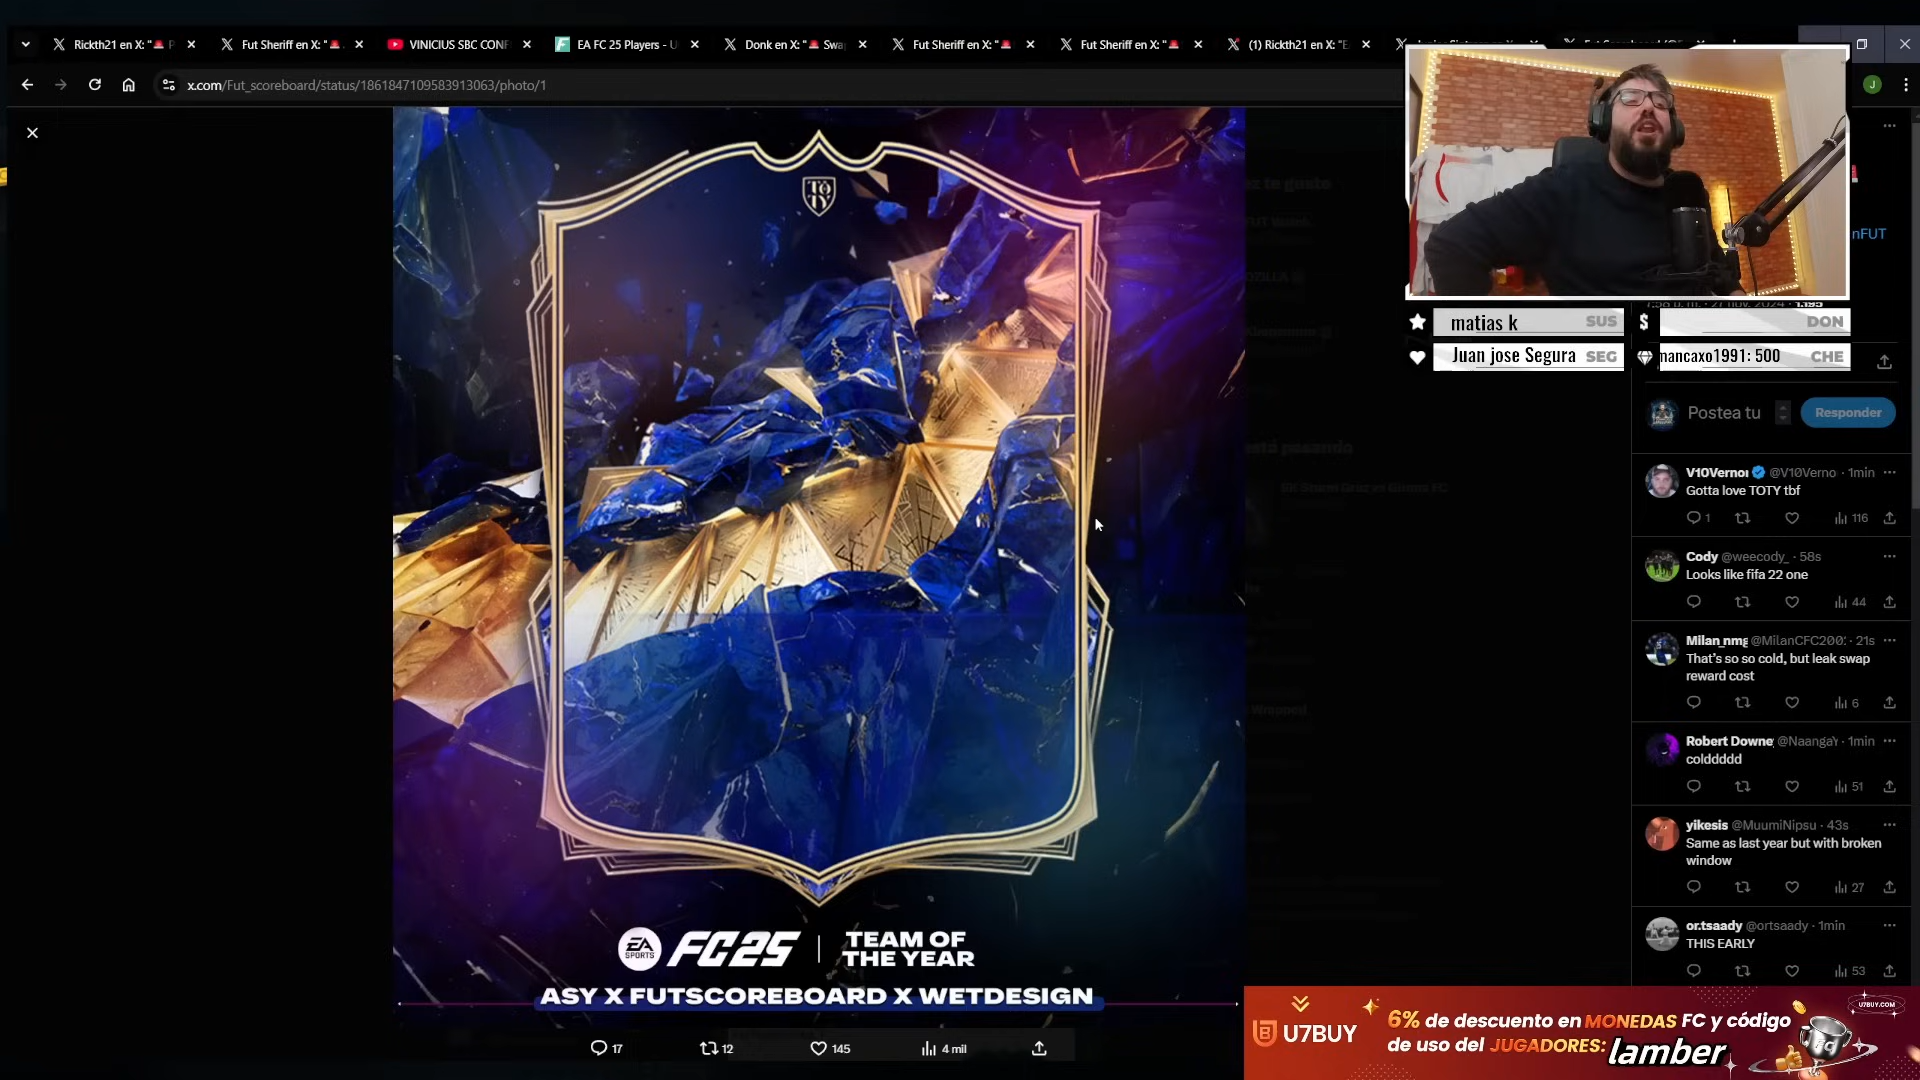 Rickth21 en X: "🚨 P
Fut Sheriff en X: "🚨
VINICIUS SBC CONF
EA FC 25 Players - U
Donk en X: "🚨 Swa
Fut Sheriff en X: "🚨
Fut Sheriff en X: "🚨
(1) Rickth21 en X: "E
x.com/Fut_scoreboard/status/1861847109583913063/photo/1
J
TOTY
nFUT
matias k SUS
$ DON
Juan jose Segura SEG
mancaxo1991: 500 CHE
Postea tu
Responder
V10Vernon @V10Verno · 1min
Gotta love TOTY tbf
1 116
Cody @weecody_ · 58s
Looks like fifa 22 one
44
Milan_nmg @MilanCFC200. · 21s
That's so so cold, but leak swap
reward cost
6
Robert Downe @NaangaY · 1min
coldddddd
51
yikesis @MuumiNipsu · 43s
Same as last year but with broken
window
27
or.tsaady @ortsaady · 1min
THIS EARLY
53
EA SPORTS FC25 | TEAM OF
THE YEAR
ASY X FUTSCOREBOARD X WETDESIGN
17 12 145 4 mil
U7BUY
6% de descuento en MONEDAS FC y código
de uso del JUGADORES: lamber
U7BUY.COM